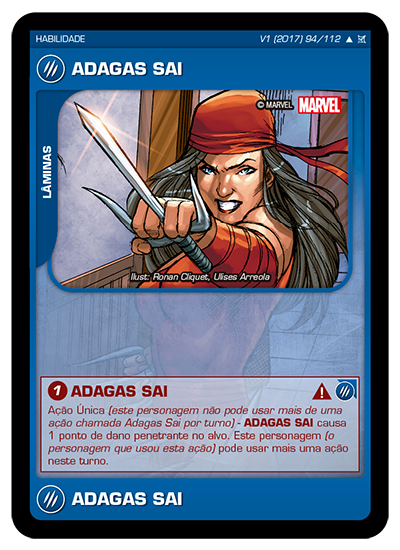 HABILIDADE V1 (2017) 94/112
ADAGAS SAI
LÂMINAS
© MARVEL MARVEL
Ilust: Ronan Cliquet, Ulises Arreola
1 ADAGAS SAI
Ação Única (este personagem não pode usar mais de uma
ação chamada Adagas Sai por turno) - ADAGAS SAI causa
1 ponto de dano penetrante no alvo. Este personagem (o
personagem que usou esta ação) pode usar mais uma ação
neste turno.
ADAGAS SAI